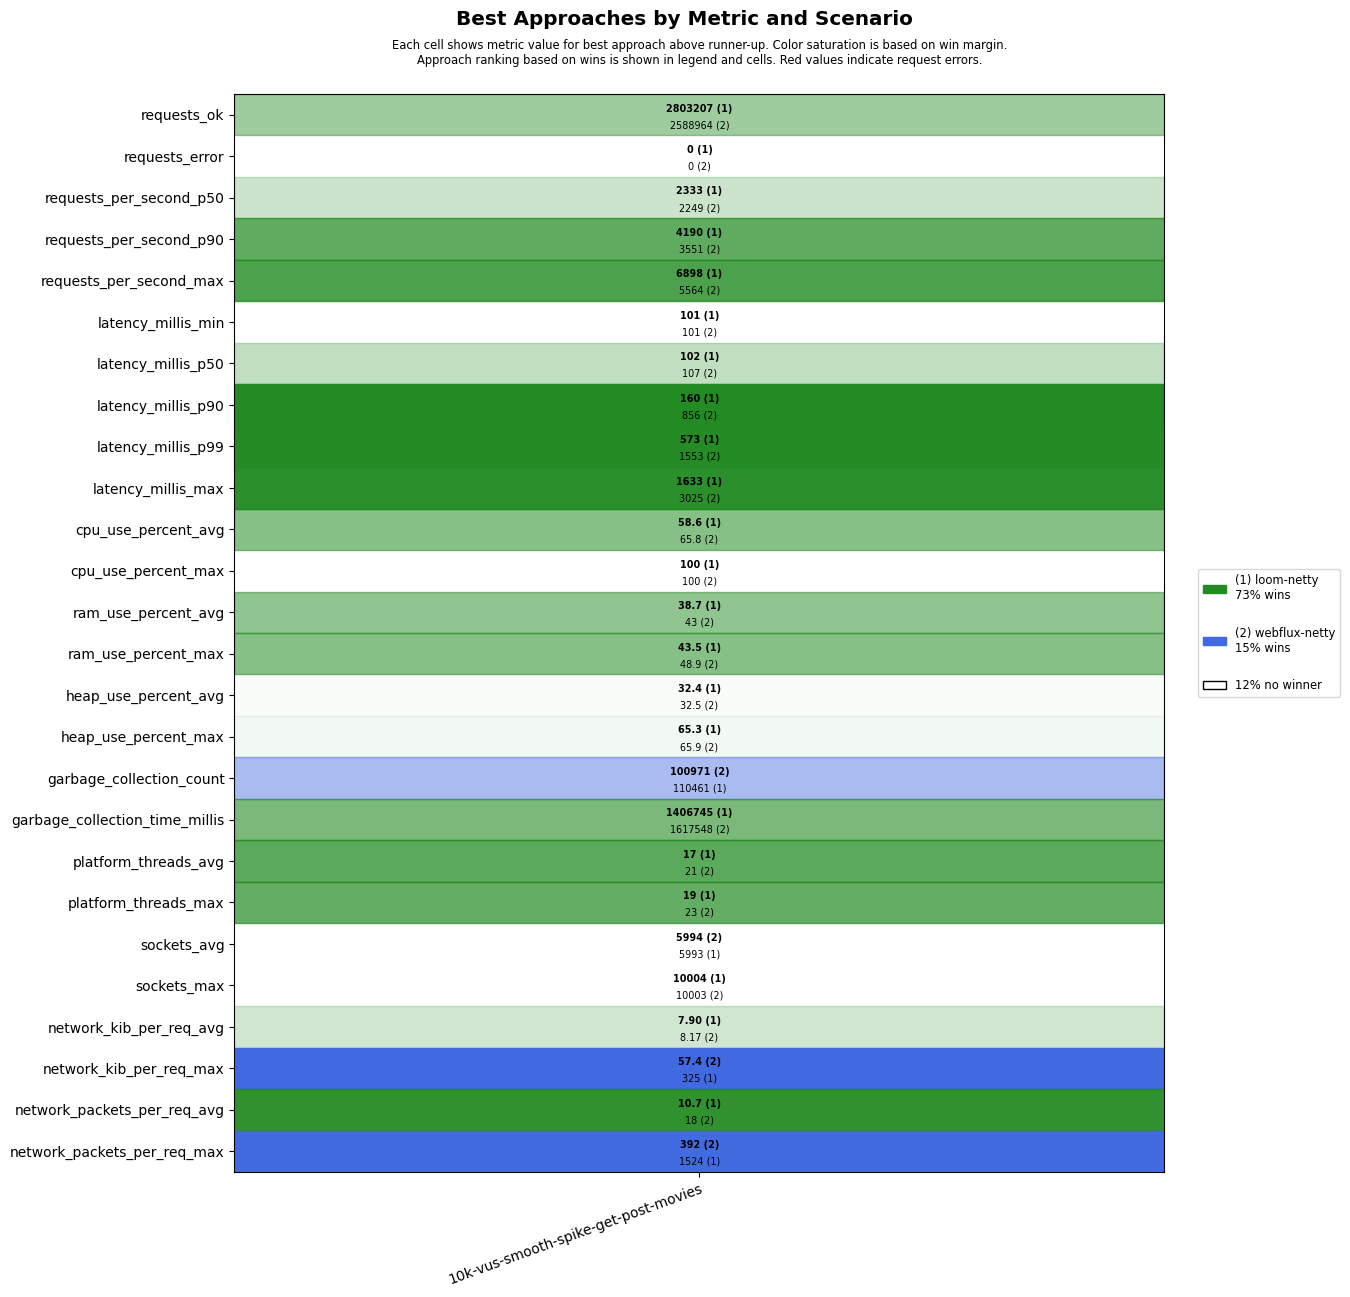 Best Approaches by Metric and Scenario
Each cell shows metric value for best approach above runner-up. Color saturation is based on win margin.
Approach ranking based on wins is shown in legend and cells. Red values indicate request errors.
requests_ok
2803207 (1)
2588964 (2)
requests_error
0 (1)
0 (2)
requests_per_second_p50
2333 (1)
2249 (2)
requests_per_second_p90
4190 (1)
3551 (2)
requests_per_second_max
6898 (1)
5564 (2)
latency_millis_min
101 (1)
101 (2)
latency_millis_p50
102 (1)
107 (2)
latency_millis_p90
160 (1)
856 (2)
latency_millis_p99
573 (1)
1553 (2)
latency_millis_max
1633 (1)
3025 (2)
cpu_use_percent_avg
58.6 (1)
65.8 (2)
cpu_use_percent_max
100 (1)
100 (2)
ram_use_percent_avg
38.7 (1)
43 (2)
ram_use_percent_max
43.5 (1)
48.9 (2)
heap_use_percent_avg
32.4 (1)
32.5 (2)
heap_use_percent_max
65.3 (1)
65.9 (2)
garbage_collection_count
100971 (2)
110461 (1)
garbage_collection_time_millis
1406745 (1)
1617548 (2)
platform_threads_avg
17 (1)
21 (2)
platform_threads_max
19 (1)
23 (2)
sockets_avg
5994 (2)
5993 (1)
sockets_max
10004 (1)
10003 (2)
network_kib_per_req_avg
7.90 (1)
8.17 (2)
network_kib_per_req_max
57.4 (2)
325 (1)
network_packets_per_req_avg
10.7 (1)
18 (2)
network_packets_per_req_max
392 (2)
1524 (1)
10k-vus-smooth-spike-get-post-movies
(1) loom-netty
73% wins
(2) webflux-netty
15% wins
12% no winner